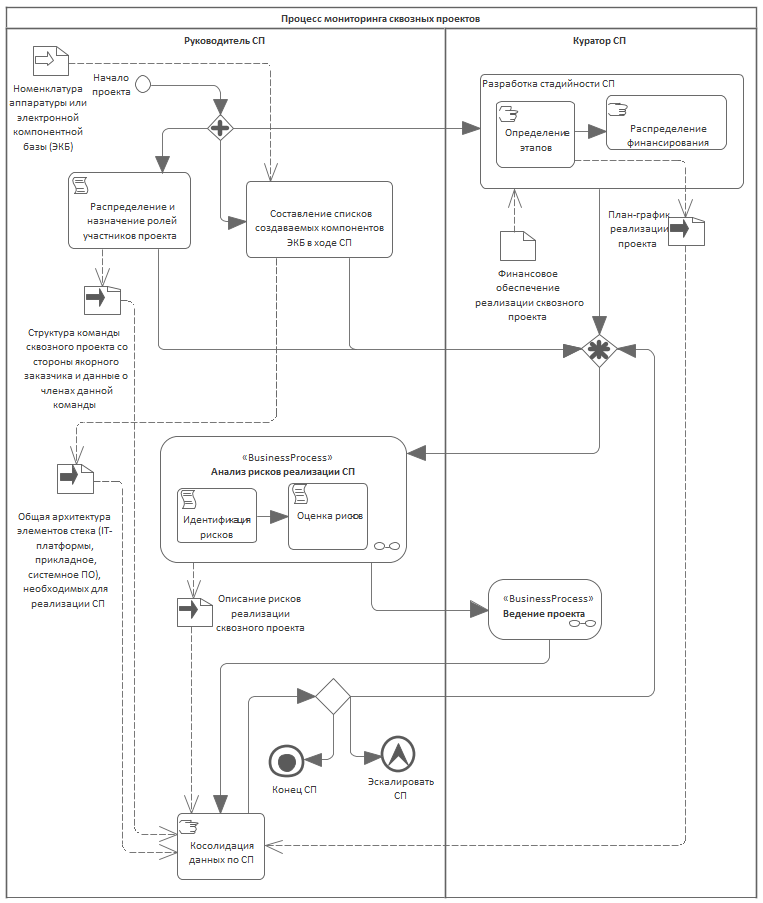 Процесс мониторинга сквозных проектов
Руководитель СП
Куратор СП
Номенклатура
аппаратуры или
электронной
компонентной
базы (ЭКБ)
Начало
проекта
Разработка стадийности СП
Определение
этапов
Распределение
финансирования
Распределение и
назначение ролей
участников проекта
Составление списков
создаваемых компонентов
ЭКБ в ходе СП
План-график
реализации
проекта
Финансовое
обеспечение
реализации сквозного
проекта
Структура команды
сквозного проекта со
стороны якорного
заказчика и данные о
членах данной
команды
«BusinessProcess»
Анализ рисков реализации СП
Идентификация
рисков
Оценка рисков
Общая архитектура
элементов стека (IT-
платформы,
прикладное,
системное ПО),
необходимых для
реализации СП
Описание рисков
реализации
сквозного проекта
«BusinessProcess»
Ведение проекта
Конец СП
Эскалировать
СП
Косолидация
данных по СП